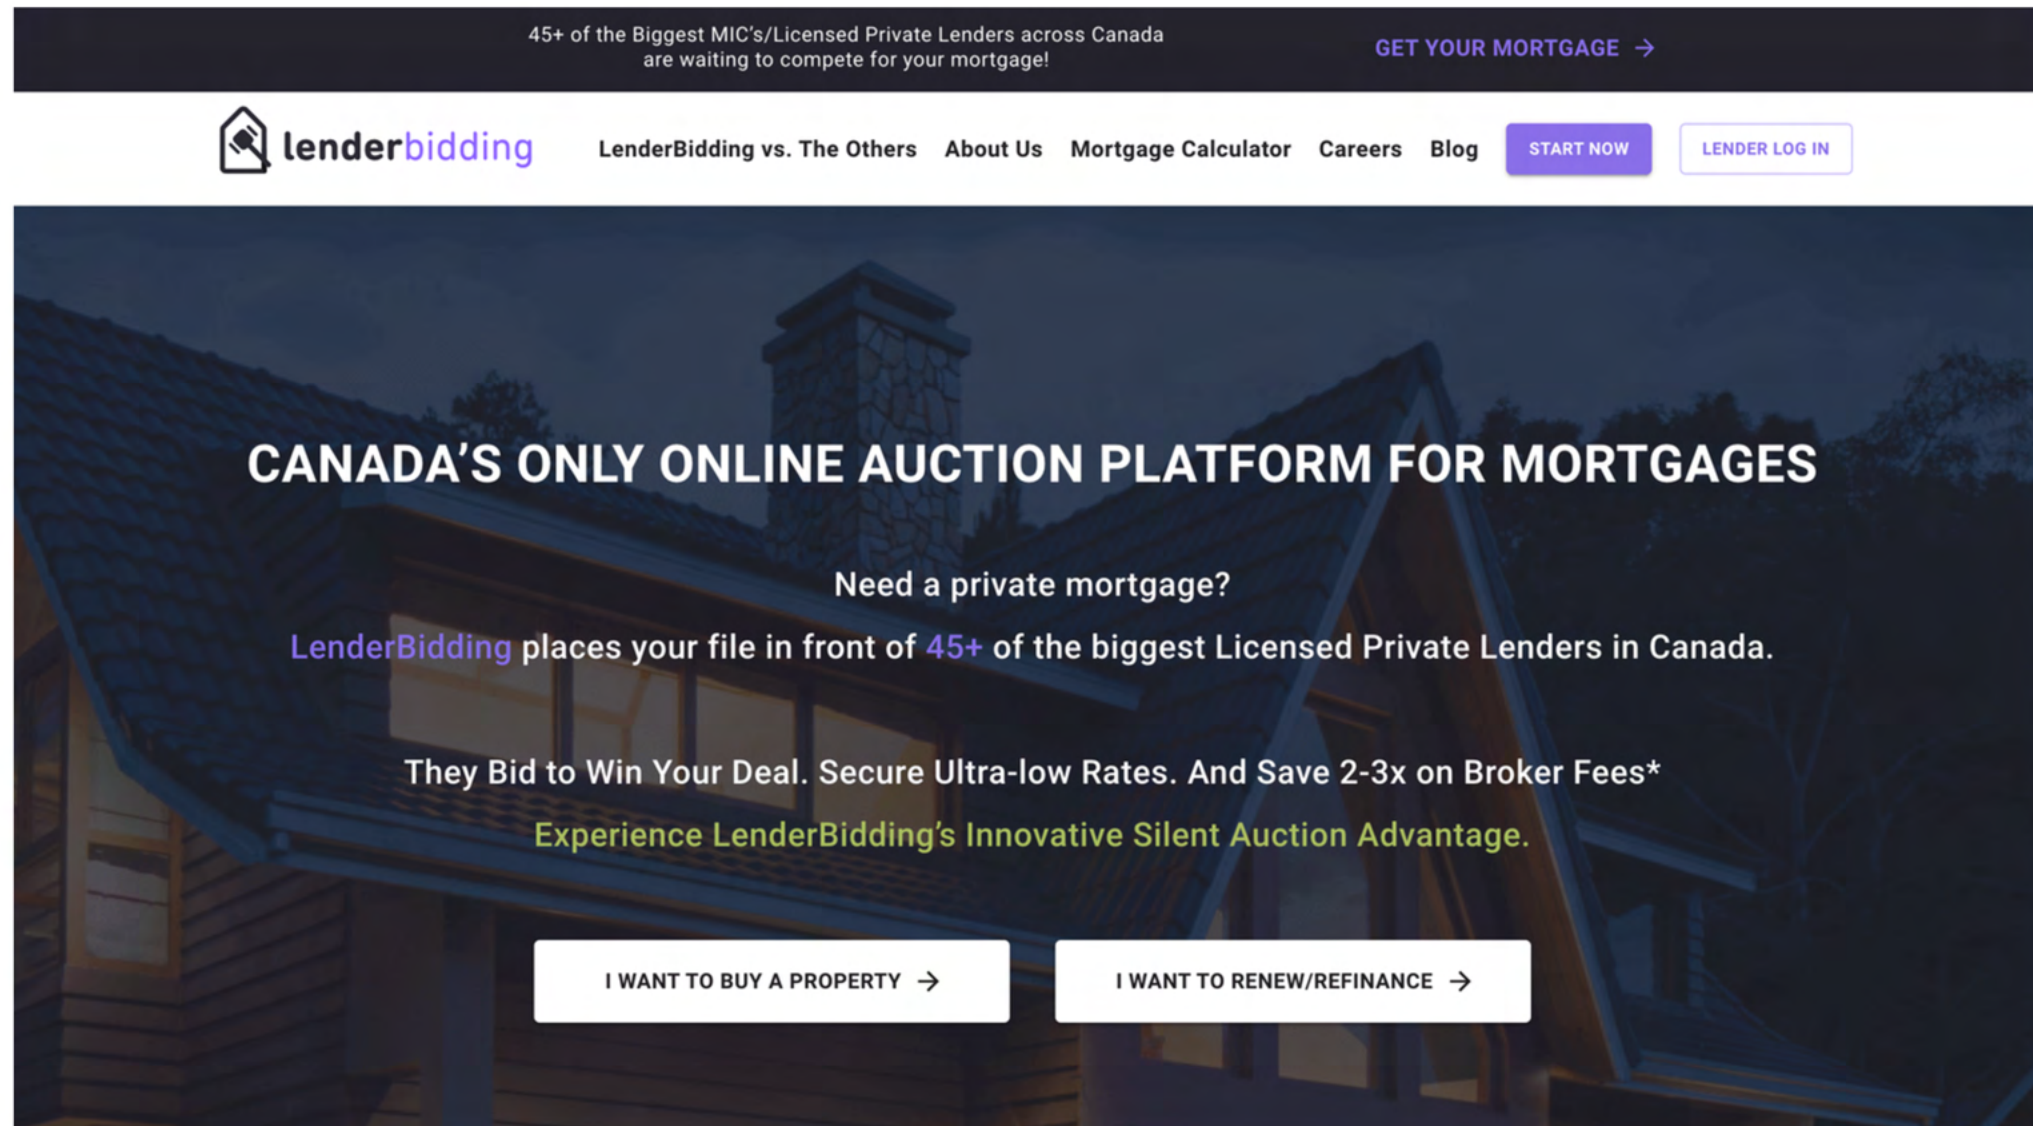 45+ of the Biggest MIC's/Licensed Private Lenders across Canada
are waiting to compete for your mortgage!
GET YOUR MORTGAGE →
lenderbidding
LenderBidding vs. The Others
About Us
Mortgage Calculator
Careers
Blog
START NOW
LENDER LOG IN
CANADA'S ONLY ONLINE AUCTION PLATFORM FOR MORTGAGES
Need a private mortgage?
LenderBidding places your file in front of 45+ of the biggest Licensed Private Lenders in Canada.
They Bid to Win Your Deal. Secure Ultra-low Rates. And Save 2-3x on Broker Fees*
Experience LenderBidding's Innovative Silent Auction Advantage.
I WANT TO BUY A PROPERTY →
I WANT TO RENEW/REFINANCE →